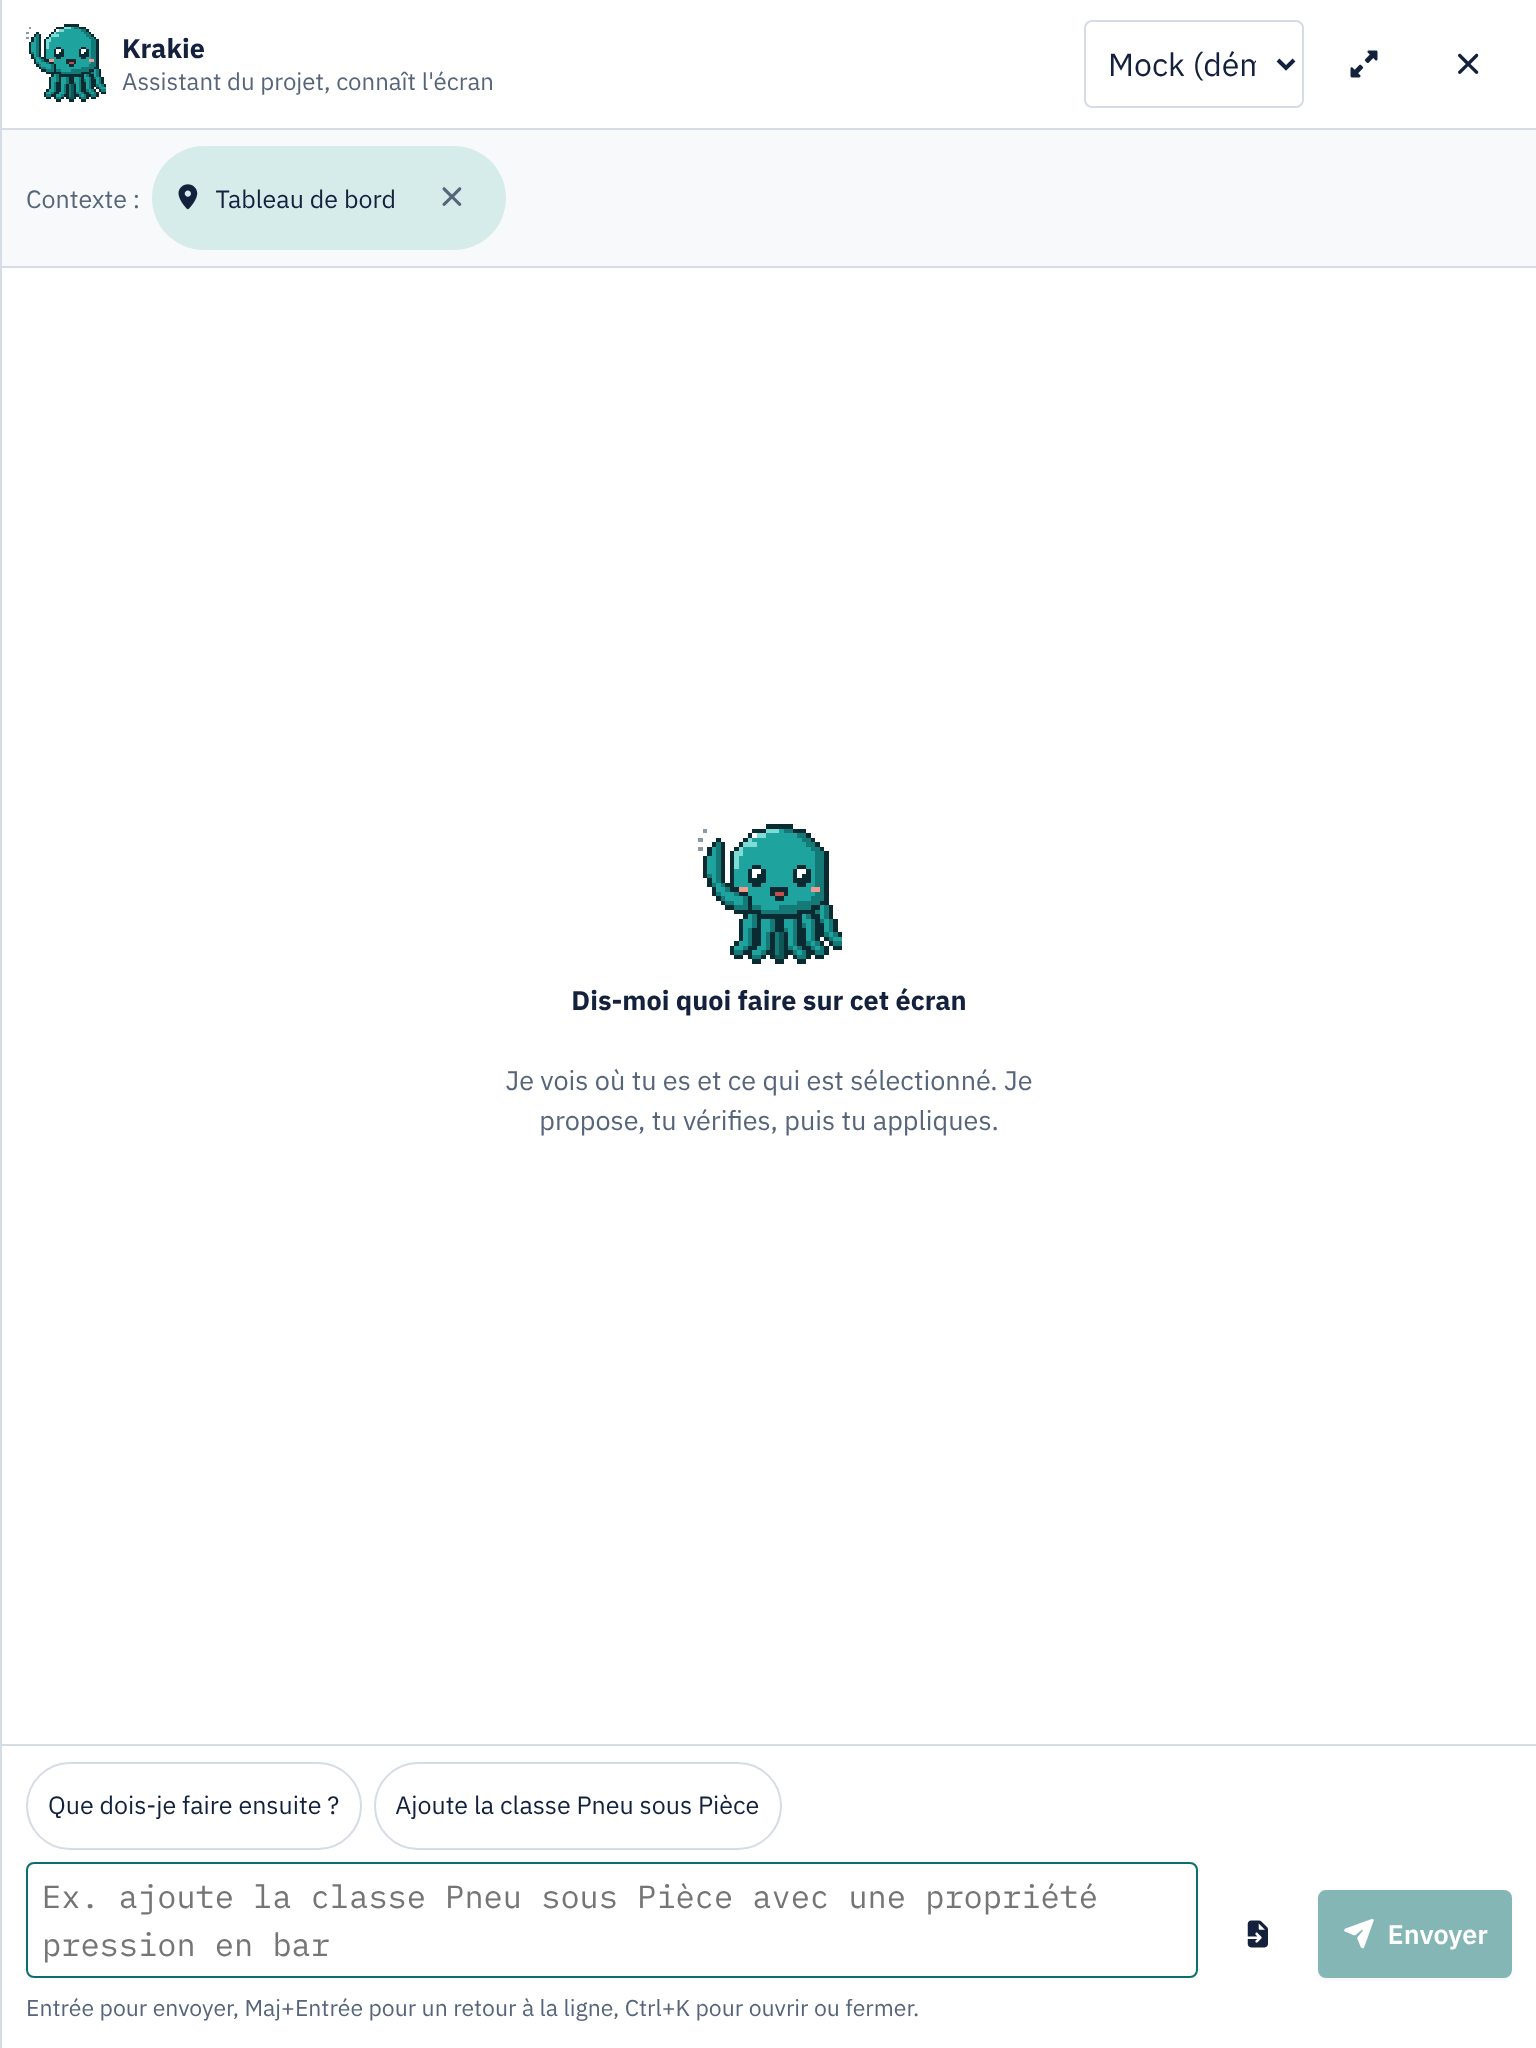 Krakie
Assistant du projet, connaît l'écran
Mock (dém
Contexte :
Tableau de bord
Dis-moi quoi faire sur cet écran
Je vois où tu es et ce qui est sélectionné. Je
propose, tu vérifies, puis tu appliques.
Que dois-je faire ensuite ?
Ajoute la classe Pneu sous Pièce
Ex. ajoute la classe Pneu sous Pièce avec une propriété
pression en bar
Envoyer
Entrée pour envoyer, Maj+Entrée pour un retour à la ligne, Ctrl+K pour ouvrir ou fermer.